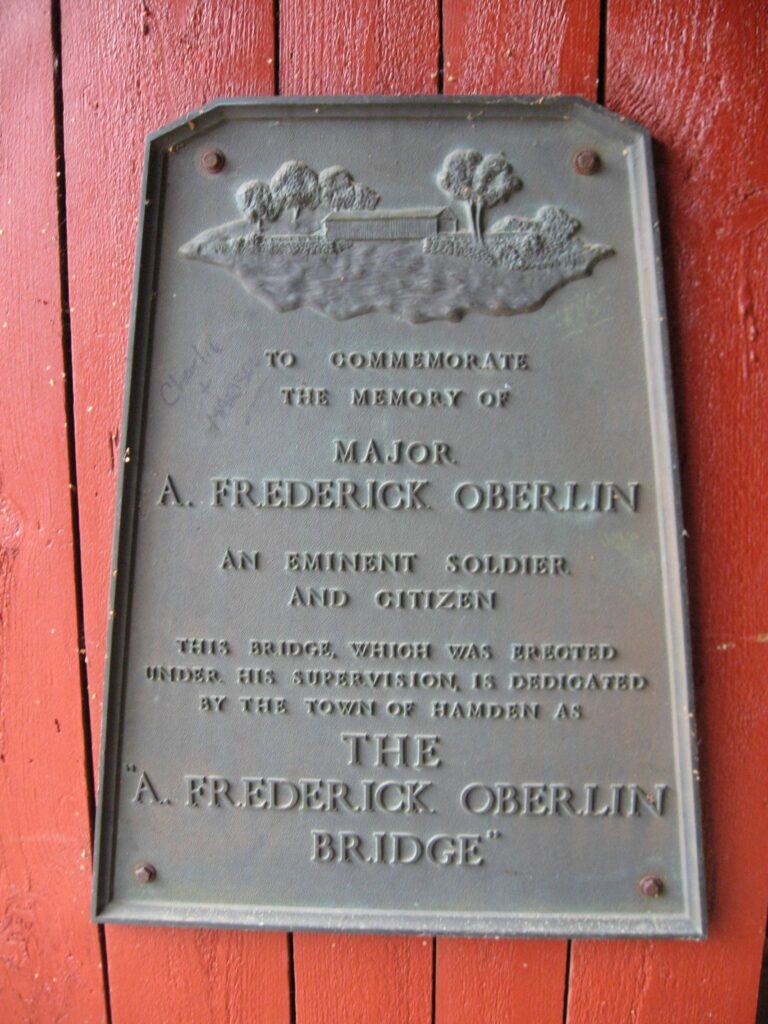 TO COMMEMORATE
THE MEMORY OF
MAJOR
A. FREDERICK OBERLIN
AN EMINENT SOLDIER
AND CITIZEN
THIS BRIDGE, WHICH WAS ERECTED
UNDER HIS SUPERVISION, IS DEDICATED
BY THE TOWN OF HAMDEN AS
THE
"A. FREDERICK OBERLIN
BRIDGE"
Charlie
+